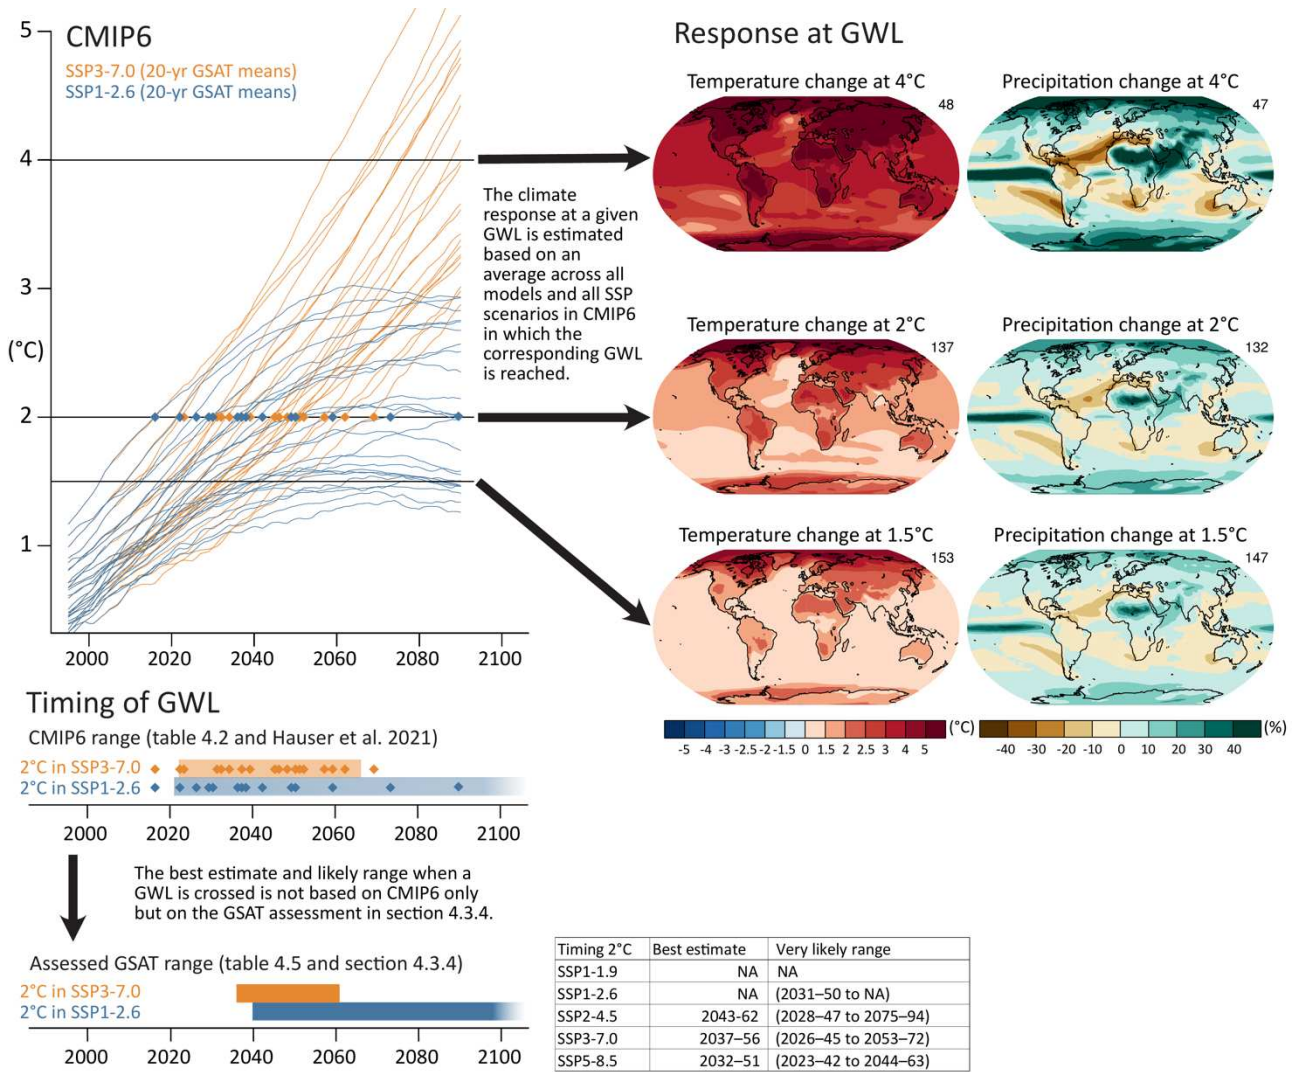 CMIP6
SSP3-7.0 (20-yr GSAT means)
SSP1-2.6 (20-yr GSAT means)
5
4
3
(°C)
2
1
2000 2020 2040 2060 2080 2100
The climate
response at a given
GWL is estimated
based on an
average across all
models and all SSP
scenarios in CMIP6
in which the
corresponding GWL
is reached.
Response at GWL
Temperature change at 4°C
48
Precipitation change at 4°C
47
Temperature change at 2°C
137
Precipitation change at 2°C
132
Temperature change at 1.5°C
153
Precipitation change at 1.5°C
147
(°C)
-5 -4 -3 -2.5 -2 -1.5 0 1.5 2 2.5 3 4 5
(%)
-40 -30 -20 -10 0 10 20 30 40
Timing of GWL
CMIP6 range (table 4.2 and Hauser et al. 2021)
2°C in SSP3-7.0
2°C in SSP1-2.6
2000 2020 2040 2060 2080 2100
The best estimate and likely range when a
GWL is crossed is not based on CMIP6 only
but on the GSAT assessment in section 4.3.4.
Assessed GSAT range (table 4.5 and section 4.3.4)
2°C in SSP3-7.0
2°C in SSP1-2.6
2000 2020 2040 2060 2080 2100
Timing 2°C Best estimate Very likely range
SSP1-1.9 NA NA
SSP1-2.6 NA (2031–50 to NA)
SSP2-4.5 2043-62 (2028–47 to 2075–94)
SSP3-7.0 2037–56 (2026–45 to 2053–72)
SSP5-8.5 2032–51 (2023–42 to 2044–63)